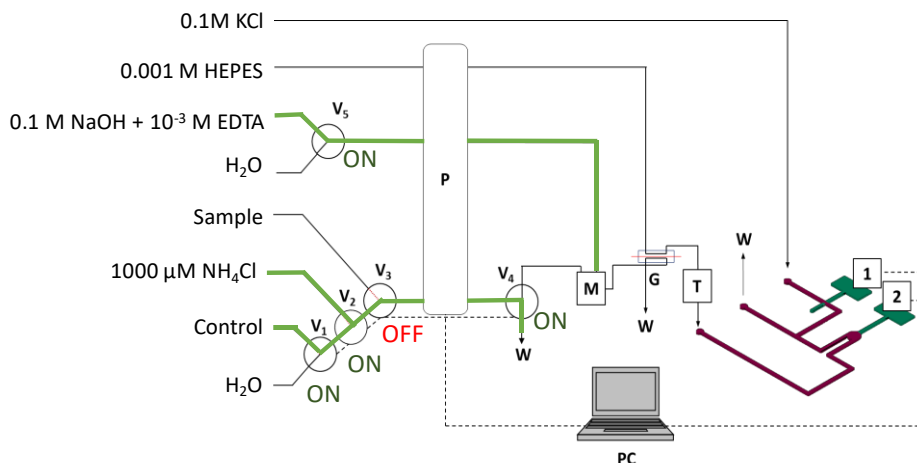 0.1M KCl
0.001 M HEPES
0.1 M NaOH + 10⁻³ M EDTA
V₅
ON
H₂O
P
Sample
1000 µM NH₄Cl
V₃
V₂
V₄
Control
V₁
OFF
ON
ON
H₂O
ON
W
M
G
W
T
W
1
2
PC